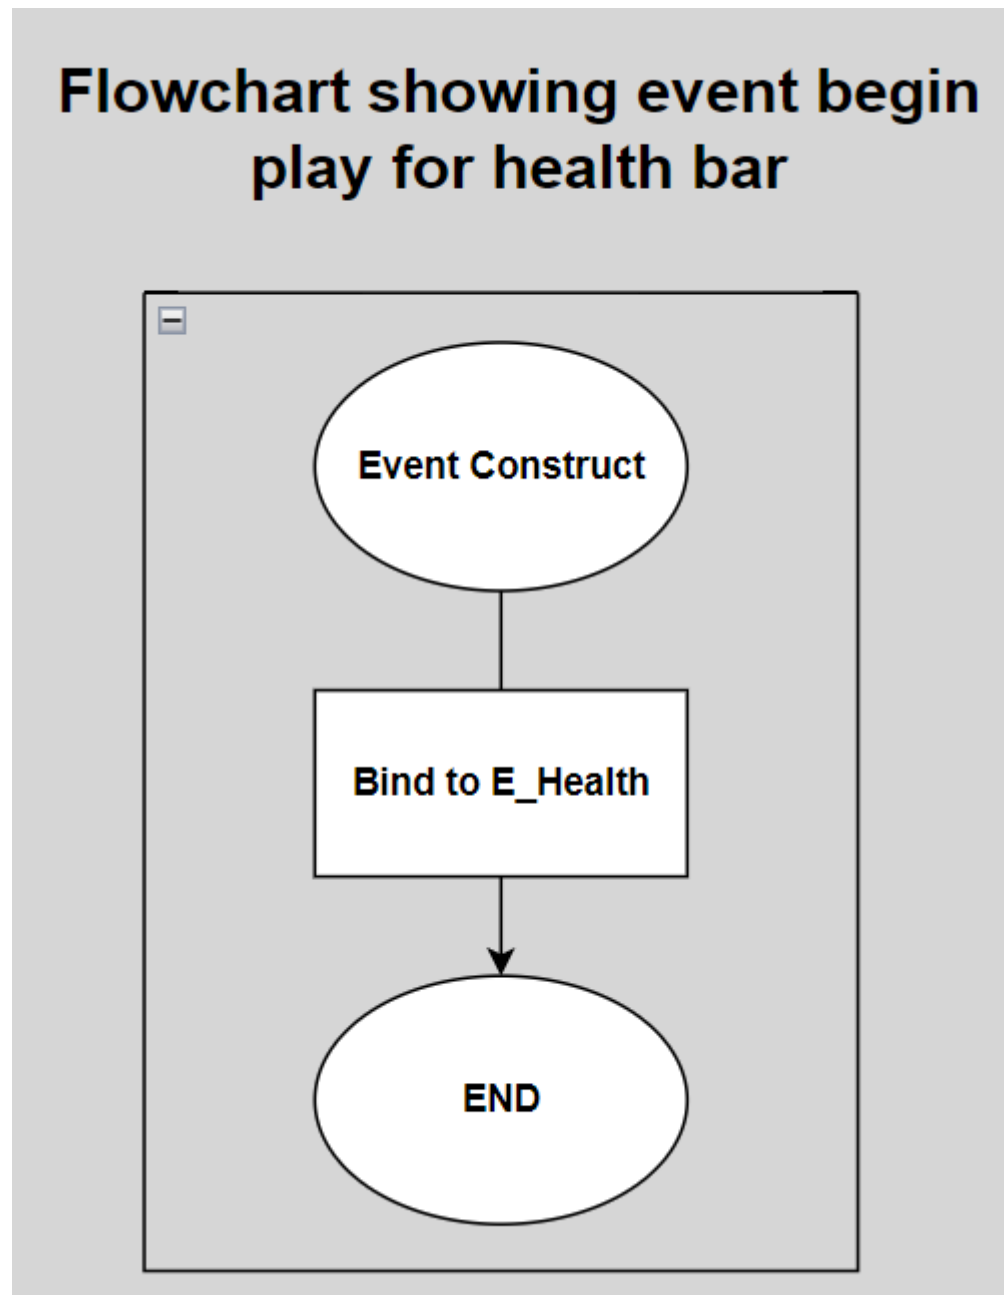 Flowchart showing event begin
play for health bar
Event Construct
Bind to E_Health
END